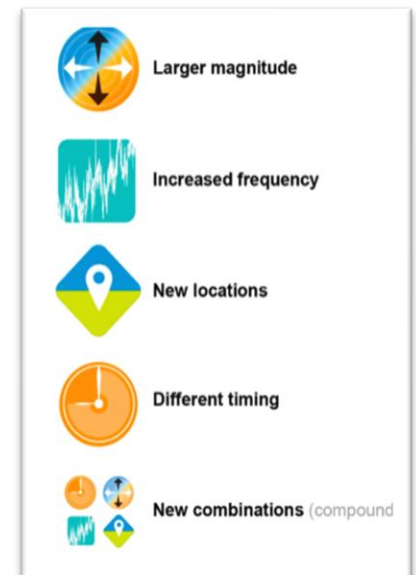 Larger magnitude
Increased frequency
New locations
Different timing
New combinations (compound